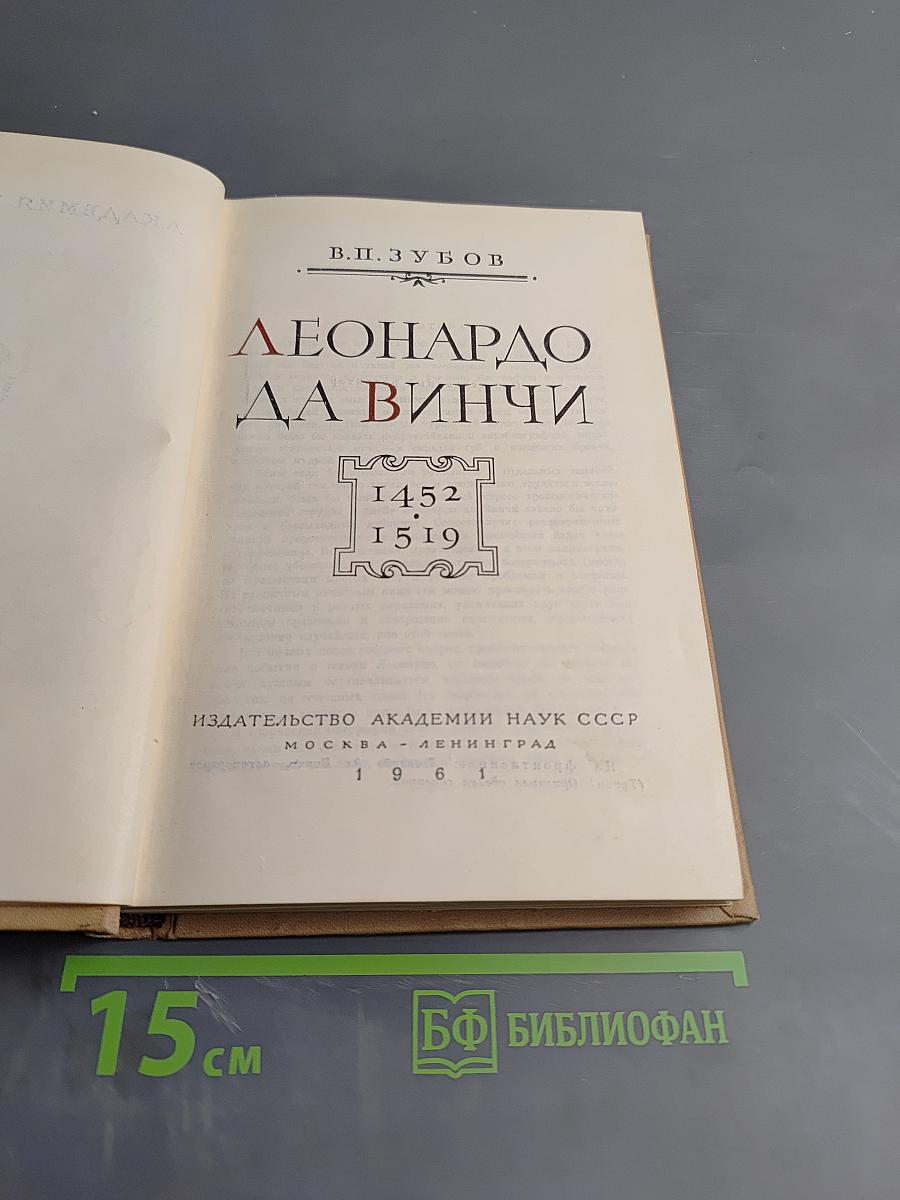 В.П.ЗУБОВ
ЛЕОНАРДО
ДА ВИНЧИ
1452
·
1519
ИЗДАТЕЛЬСТВО АКАДЕМИИ НАУК СССР
МОСКВА - ЛЕНИНГРАД
1961
15 см
БФ БИБЛИОФАН